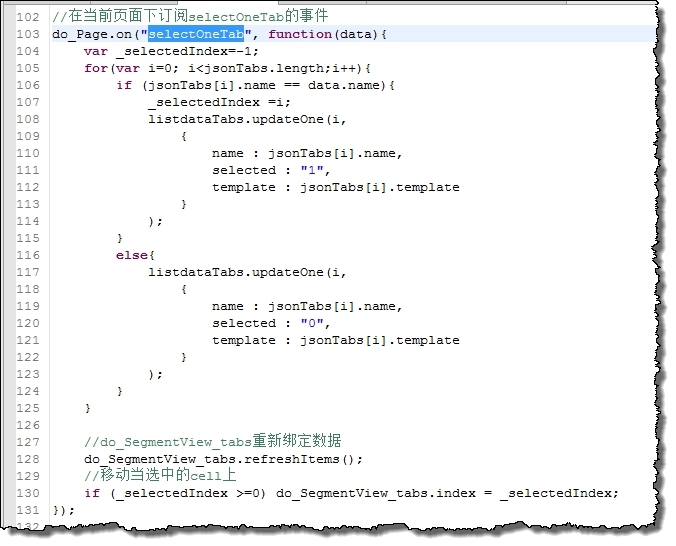 102 //在当前页面下订阅selectOneTab的事件
103 do_Page.on("selectOneTab", function(data){
104     var _selectedIndex=-1;
105     for(var i=0; i<jsonTabs.length;i++){
106         if (jsonTabs[i].name == data.name){
107             _selectedIndex =i;
108             listdataTabs.updateOne(i,
109                 {
110                     name : jsonTabs[i].name,
111                     selected : "1",
112                     template : jsonTabs[i].template
113                 }
114             );
115         }
116         else{
117             listdataTabs.updateOne(i,
118                 {
119                     name : jsonTabs[i].name,
120                     selected : "0",
121                     template : jsonTabs[i].template
122                 }
123             );
124         }
125     }
126
127     //do_SegmentView_tabs重新绑定数据
128     do_SegmentView_tabs.refreshItems();
129     //移动当选中的cell上
130     if (_selectedIndex >=0) do_SegmentView_tabs.index = _selectedIndex;
131 });
132